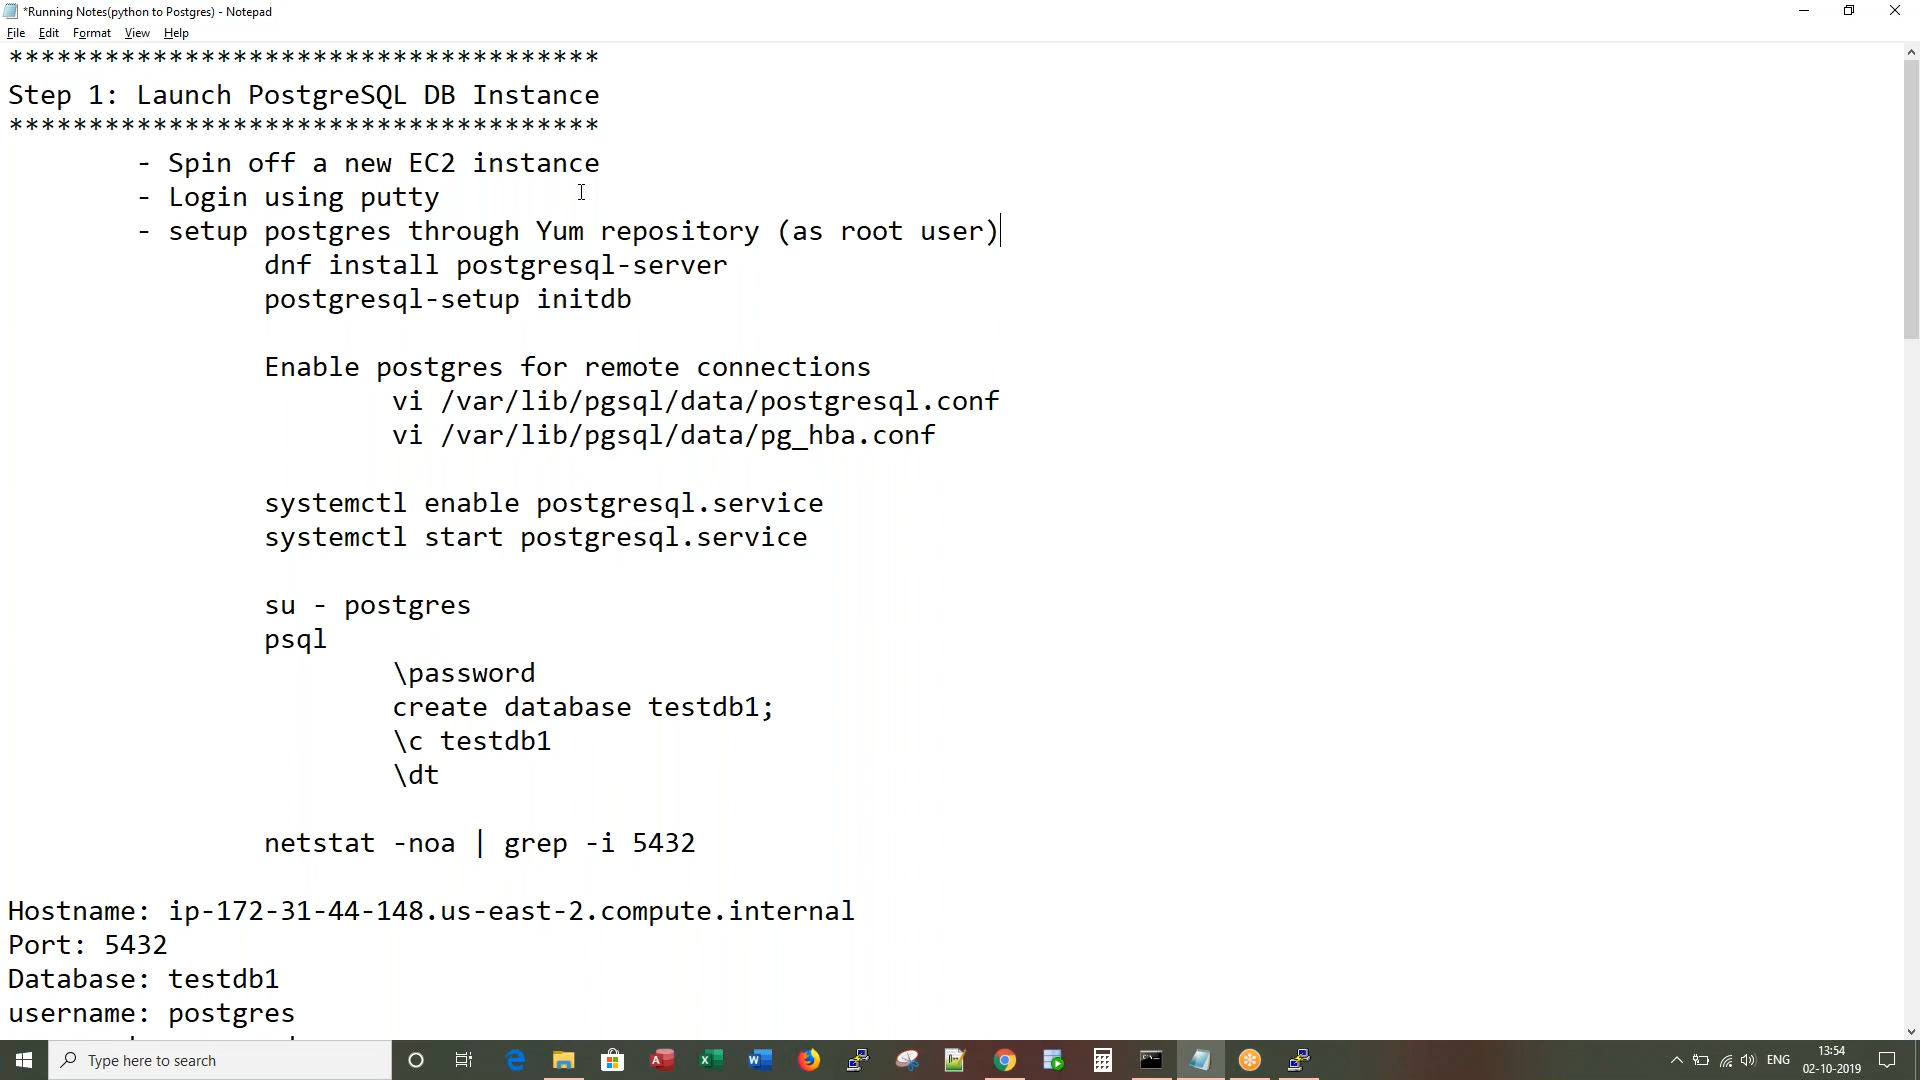 *Running Notes(python to Postgres) - Notepad
File Edit Format View Help
*************************************
Step 1: Launch PostgreSQL DB Instance
*************************************
- Spin off a new EC2 instance
- Login using putty
- setup postgres through Yum repository (as root user)
dnf install postgresql-server
postgresql-setup initdb
Enable postgres for remote connections
vi /var/lib/pgsql/data/postgresql.conf
vi /var/lib/pgsql/data/pg_hba.conf
systemctl enable postgresql.service
systemctl start postgresql.service
su - postgres
psql
\password
create database testdb1;
\c testdb1
\dt
netstat -noa | grep -i 5432
Hostname: ip-172-31-44-148.us-east-2.compute.internal
Port: 5432
Database: testdb1
username: postgres
Type here to search
ENG
13:54
02-10-2019